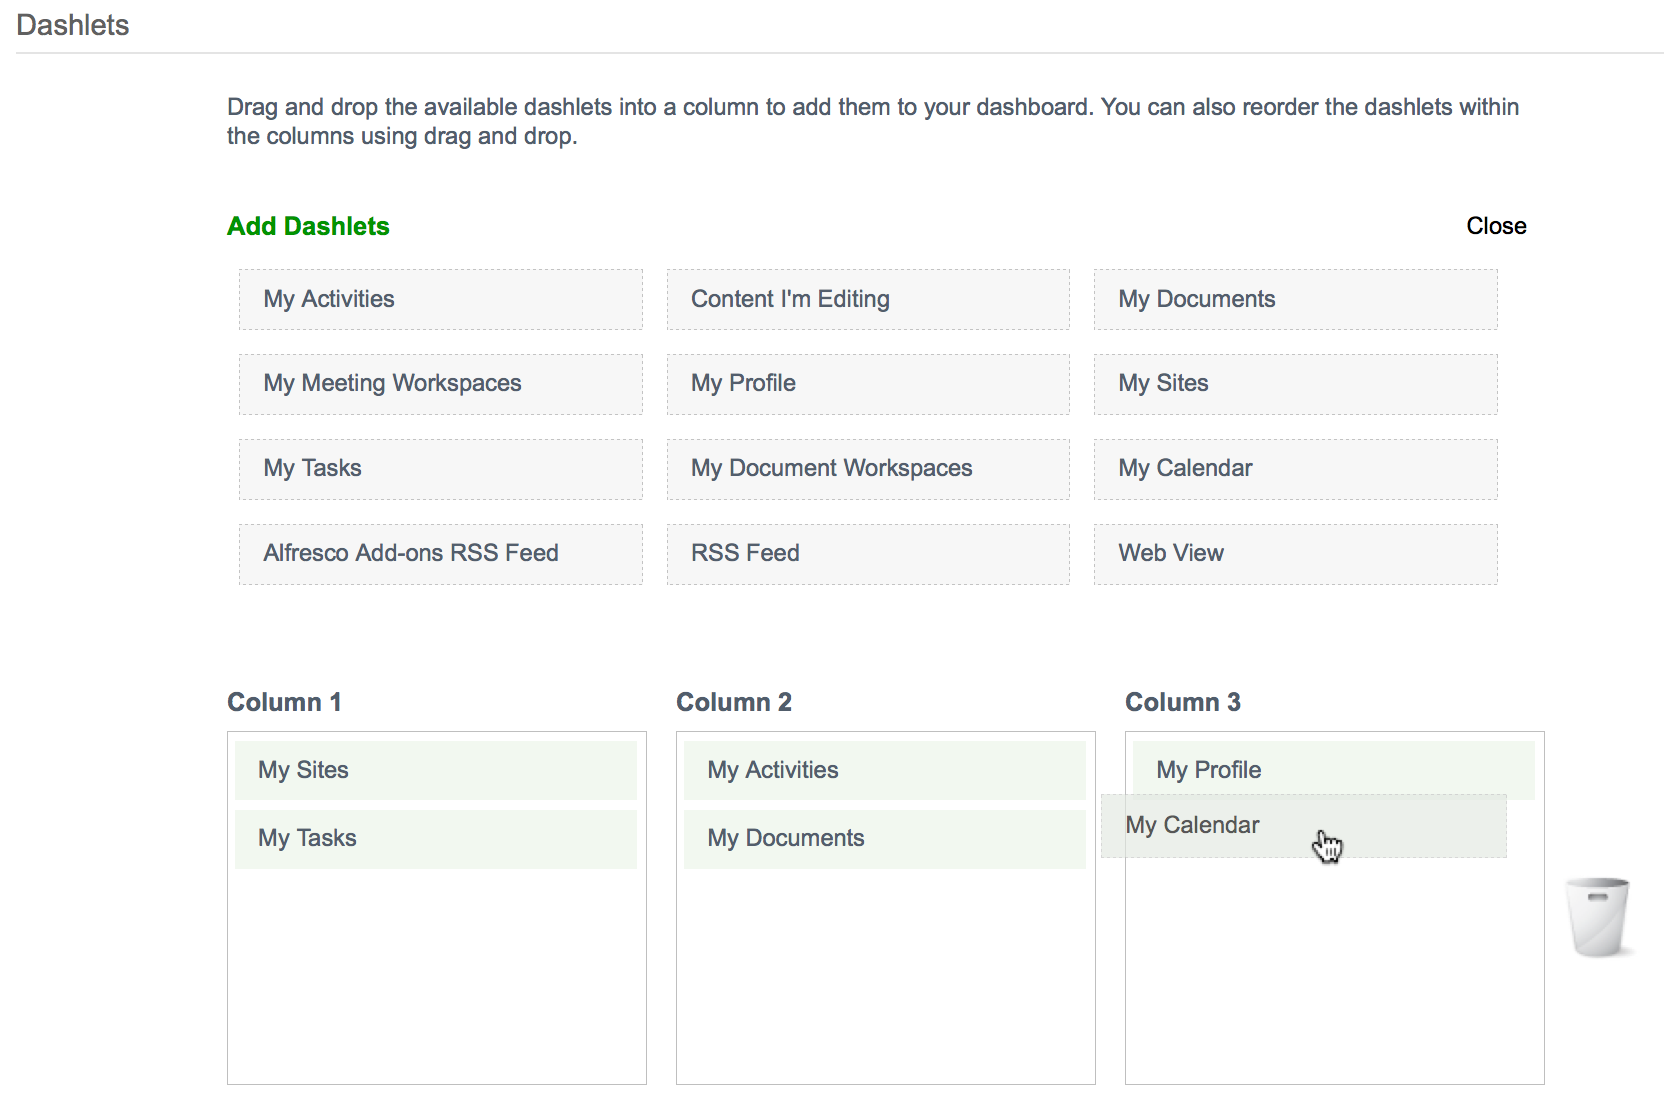 Dashlets
Drag and drop the available dashlets into a column to add them to your dashboard. You can also reorder the dashlets within
the columns using drag and drop.
Add Dashlets
Close
My Activities
Content I'm Editing
My Documents
My Meeting Workspaces
My Profile
My Sites
My Tasks
My Document Workspaces
My Calendar
Alfresco Add-ons RSS Feed
RSS Feed
Web View
Column 1
Column 2
Column 3
My Sites
My Activities
My Profile
My Tasks
My Documents
My Calendar